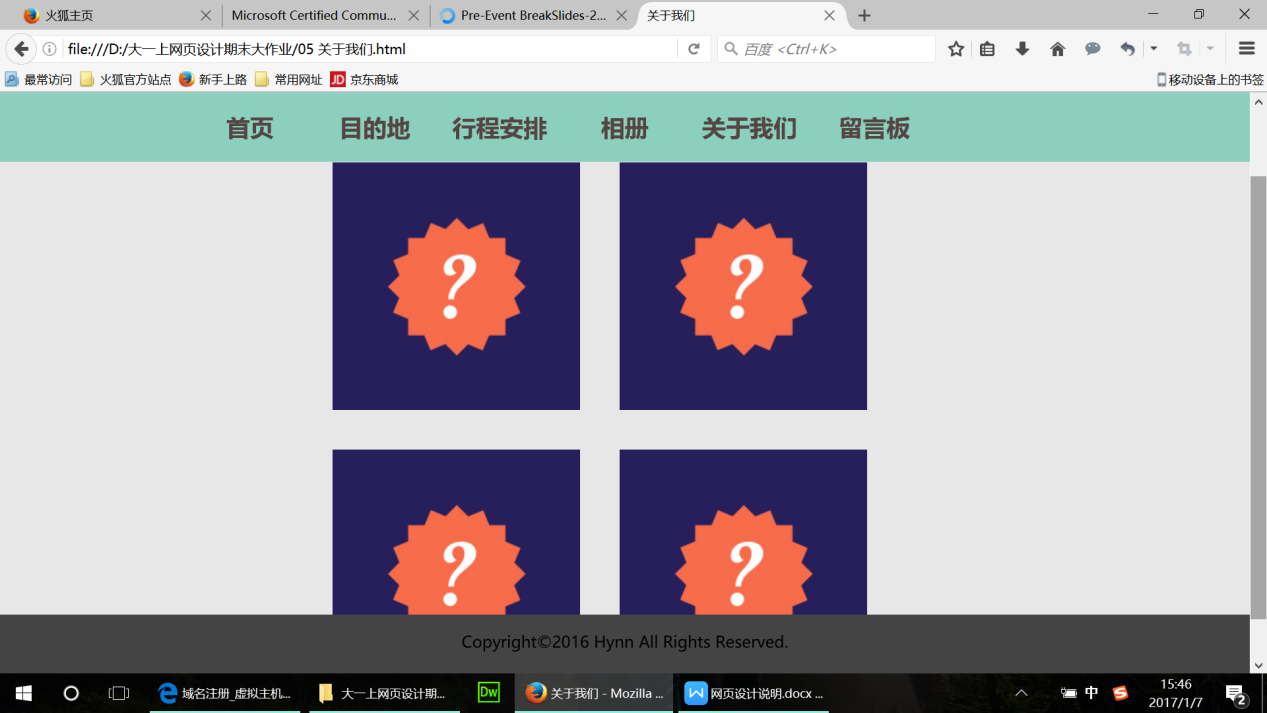 火狐主页
Microsoft Certified Commu...
Pre-Event BreakSlides-2...
关于我们
file:///D:/大一上网页设计期末大作业/05 关于我们.html
百度 <Ctrl+K>
最常访问 火狐官方站点 新手上路 常用网址 JD 京东商城 移动设备上的书签
首页 目的地 行程安排 相册 关于我们 留言板
? ?
? ?
Copyright©2016 Hynn All Rights Reserved.
域名注册_虚拟主机... 大一上网页设计期... Dw 关于我们 - Mozilla ... W 网页设计说明.docx ... 中 S 15:46
2017/1/7
2